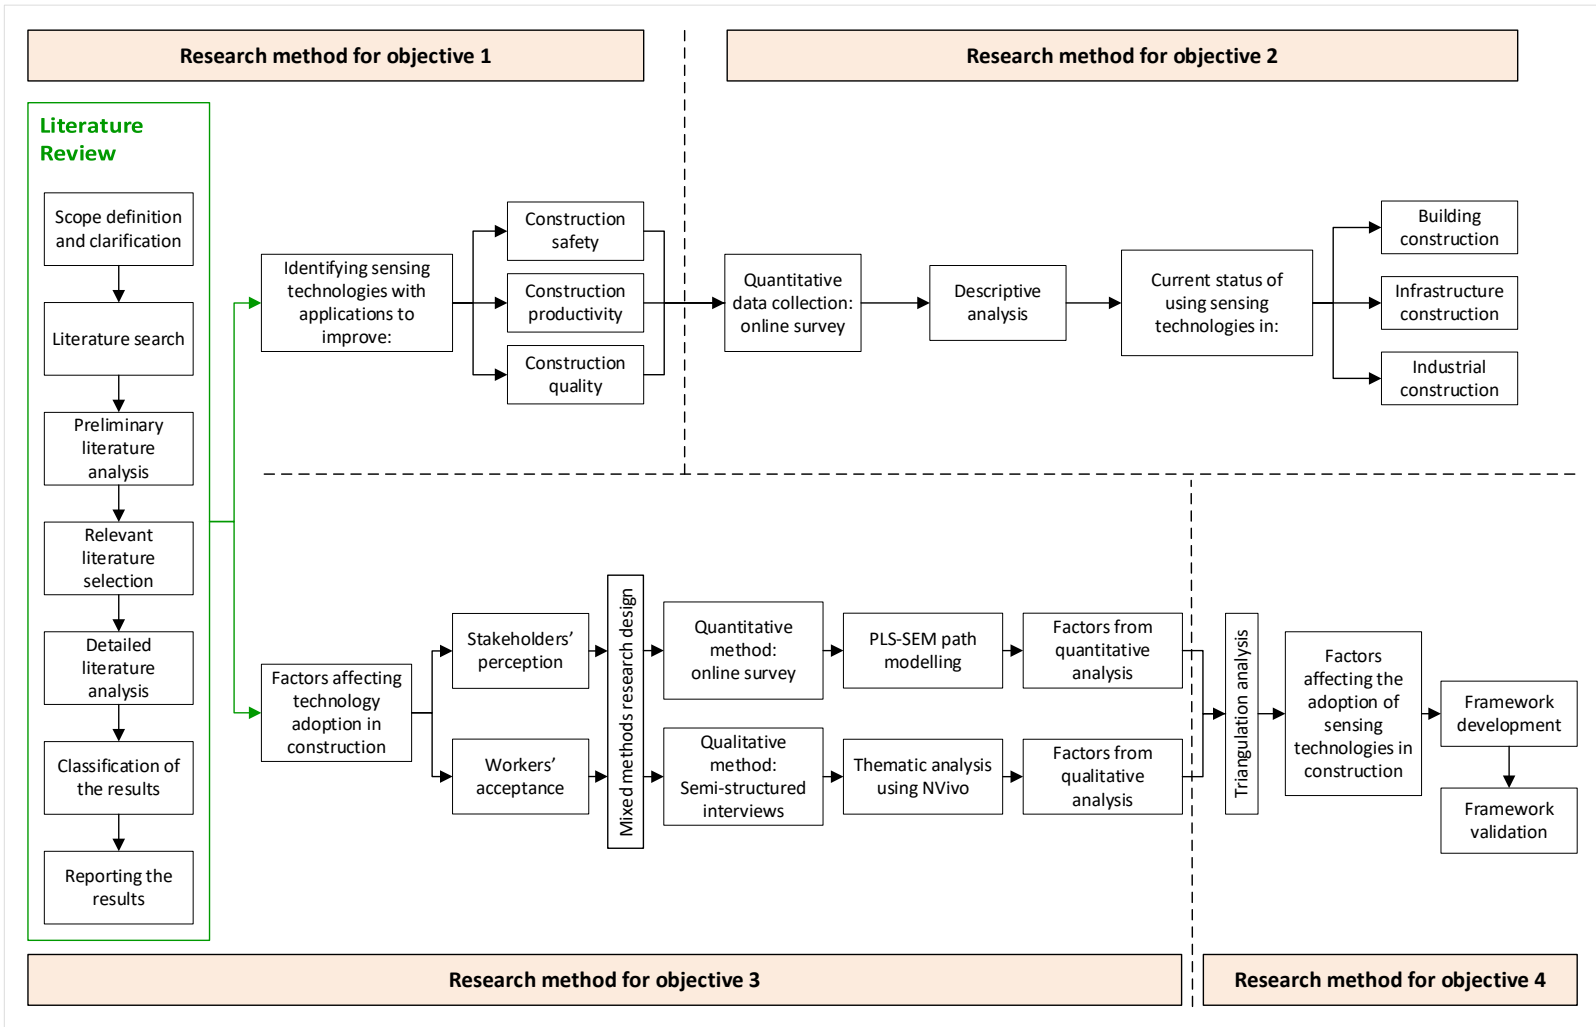 Research method for objective 1
Research method for objective 2
Literature
Review
Scope definition
and clarification
Literature search
Preliminary
literature
analysis
Relevant
literature
selection
Detailed
literature
analysis
Classification of
the results
Reporting the
results
Identifying sensing
technologies with
applications to
improve:
Construction
safety
Construction
productivity
Construction
quality
Quantitative
data collection:
online survey
Descriptive
analysis
Current status of
using sensing
technologies in:
Building
construction
Infrastructure
construction
Industrial
construction
Factors affecting
technology
adoption in
construction
Stakeholders’
perception
Workers’
acceptance
Mixed methods research design
Quantitative
method:
online survey
Qualitative
method:
Semi-structured
interviews
PLS-SEM path
modelling
Thematic analysis
using NVivo
Factors from
quantitative
analysis
Factors from
qualitative
analysis
Triangulation analysis
Factors
affecting the
adoption of
sensing
technologies in
construction
Framework
development
Framework
validation
Research method for objective 3
Research method for objective 4